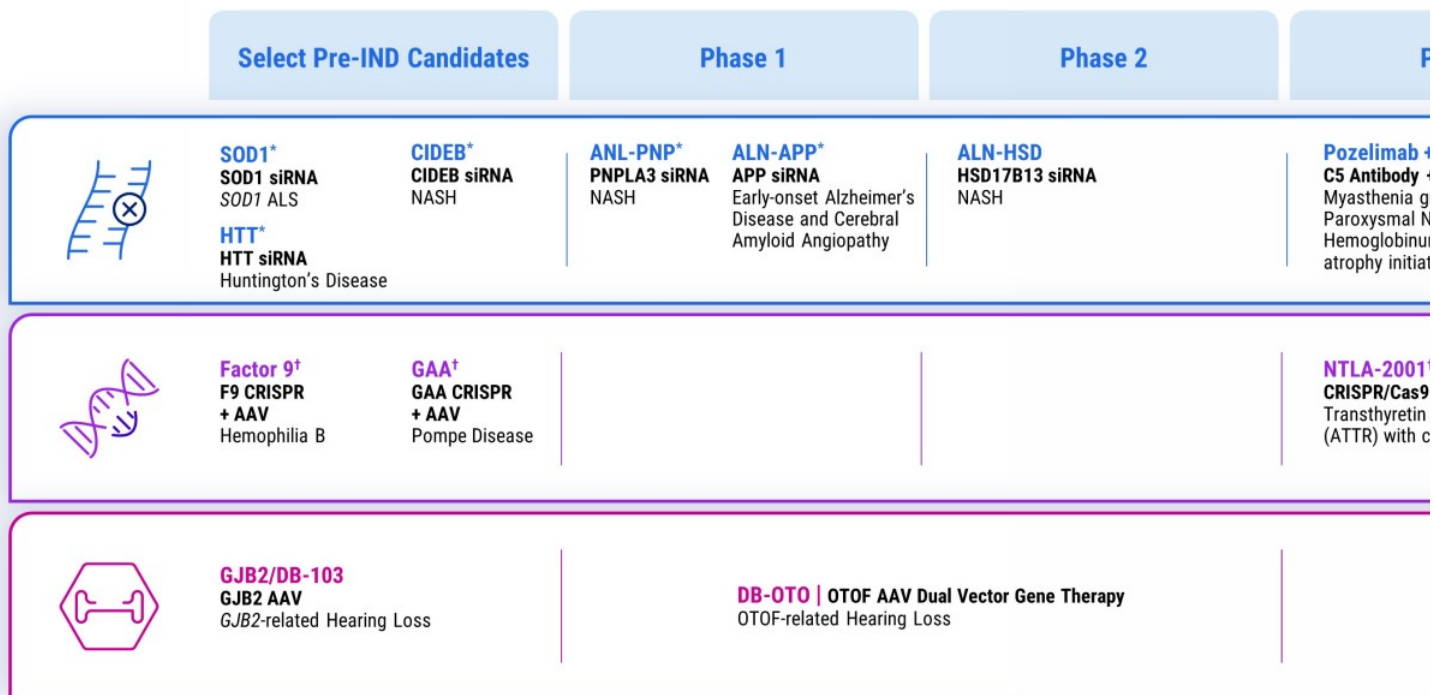 Select Pre-IND Candidates
Phase 1
Phase 2
SOD1*
SOD1 siRNA
SOD1 ALS
HTT*
HTT siRNA
Huntington's Disease
CIDEB*
CIDEB siRNA
NASH
ANL-PNP*
PNPLA3 siRNA
NASH
ALN-APP*
APP siRNA
Early-onset Alzheimer's
Disease and Cerebral
Amyloid Angiopathy
ALN-HSD
HSD17B13 siRNA
NASH
Pozelimab +
C5 Antibody +
Myasthenia
Paroxysmal
atrophy
Factor 9†
F9 CRISPR
+ AAV
Hemophilia B
GAA†
GAA CRISPR
+ AAV
Pompe Disease
NTLA-2001†
CRISPR/Cas9
Transthyretin
(ATTR) with
GJB2/DB-103
GJB2 AAV
GJB2-related Hearing Loss
DB-OTO | OTOF AAV Dual Vector Gene Therapy
OTOF-related Hearing Loss